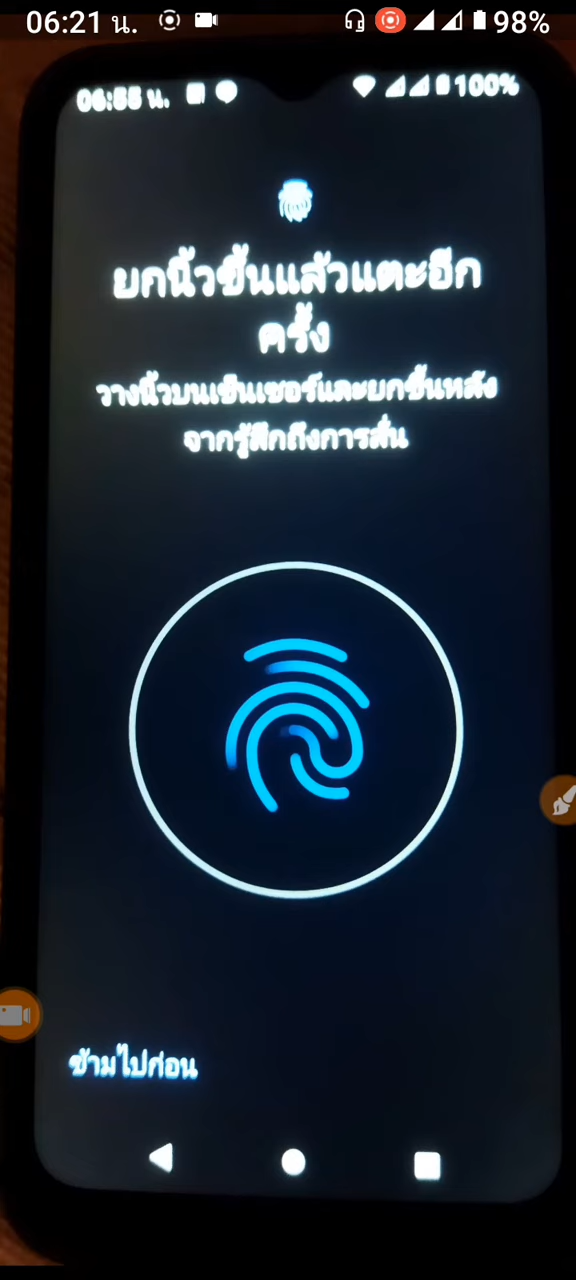 06:21 น. 98%
06:55 น. 100%
ยกนิ้วขึ้นแล้วแตะอีก
ครั้ง
วางนิ้วบนเซ็นเซอร์และยกขึ้นหลัง
จากรู้สึกถึงการสั่น
ข้ามไปก่อน